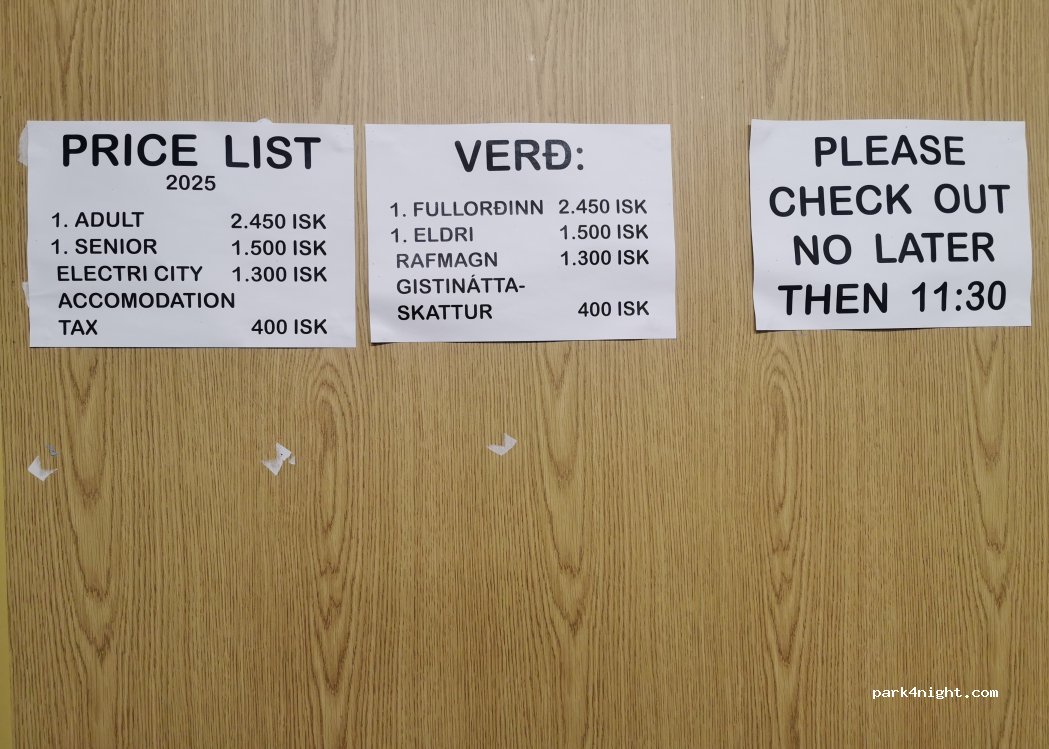 PRICE LIST
2025
1. ADULT 2.450 ISK
1. SENIOR 1.500 ISK
ELECTRI CITY 1.300 ISK
ACCOMODATION
TAX 400 ISK
VERÐ:
1. FULLORÐINN 2.450 ISK
1. ELDRI 1.500 ISK
RAFMAGN 1.300 ISK
GISTINÁTTA-
SKATTUR 400 ISK
PLEASE
CHECK OUT
NO LATER
THEN 11:30
park4night.com